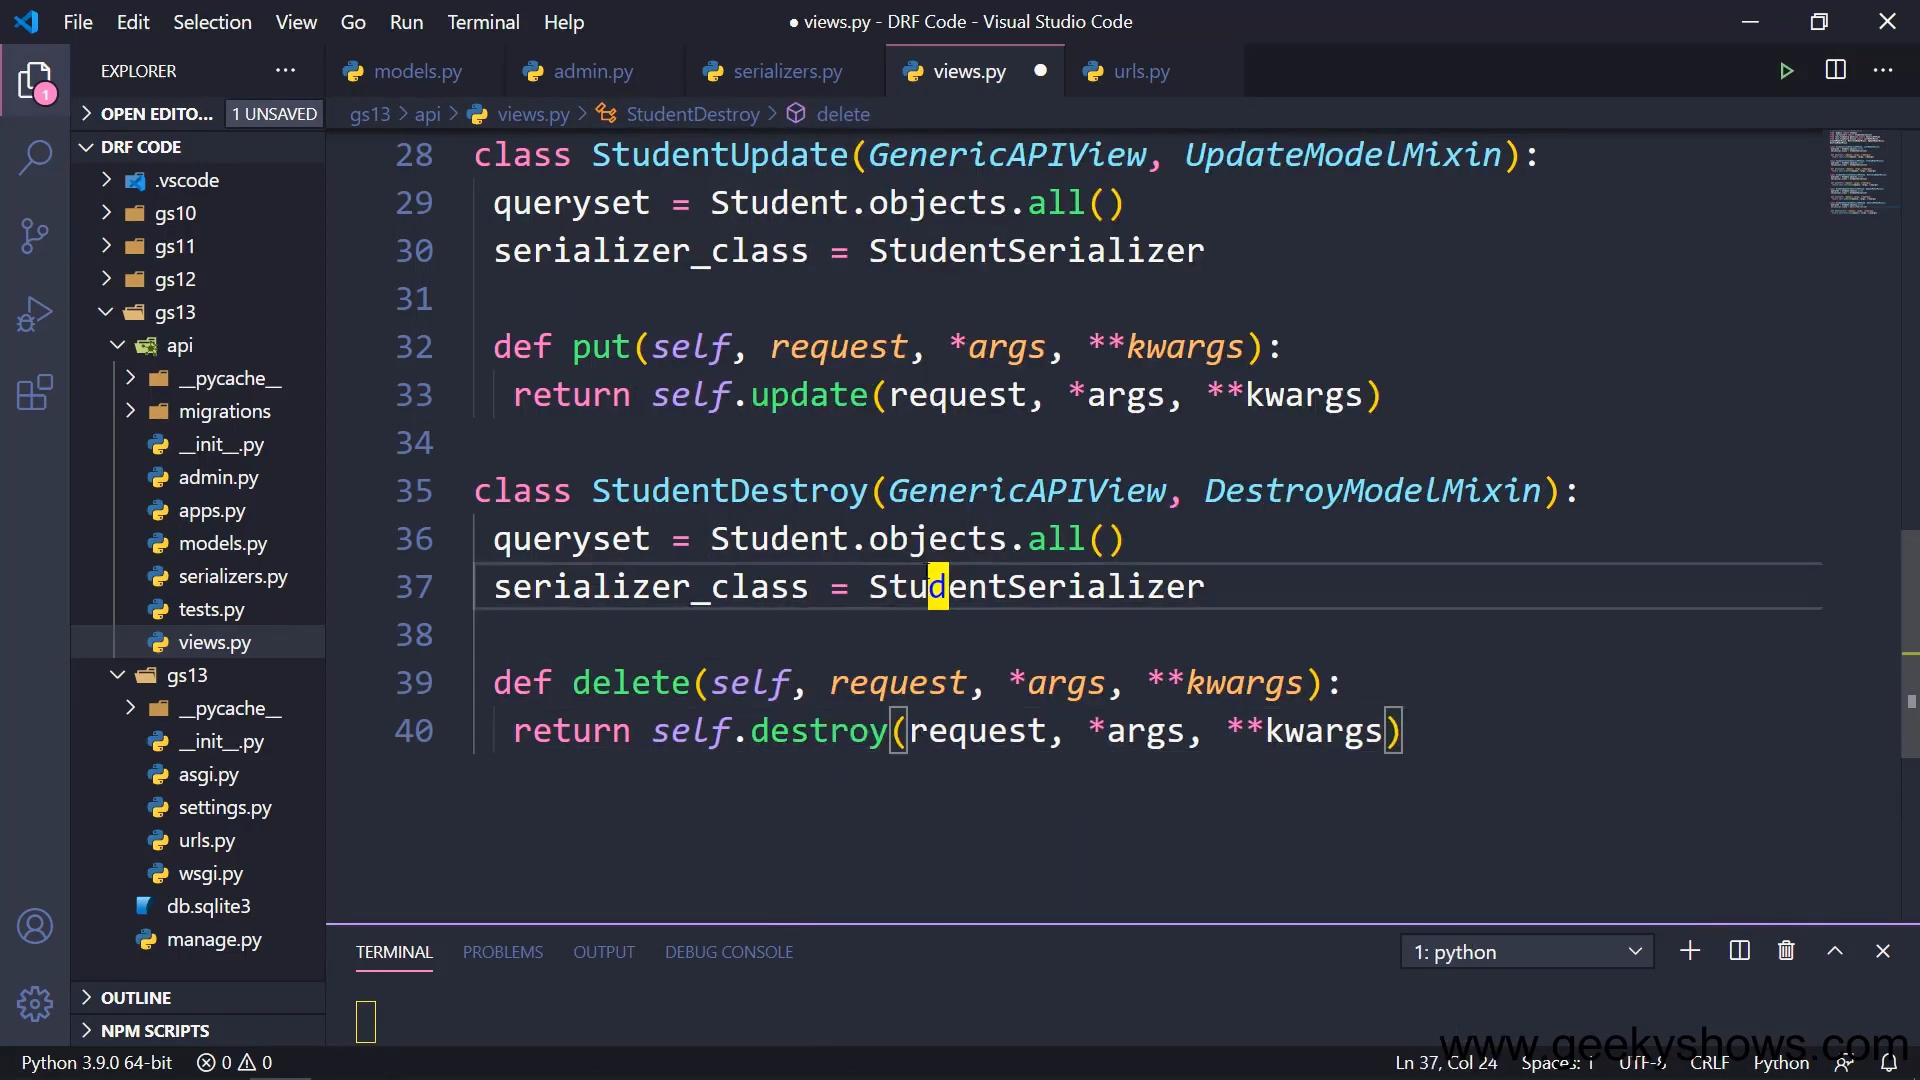 File Edit Selection View Go Run Terminal Help
● views.py - DRF Code - Visual Studio Code
EXPLORER ···
models.py admin.py serializers.py views.py ● urls.py
OPEN EDITO... 1 UNSAVED
gs13 > api > views.py > StudentDestroy > delete
1
DRF CODE
.vscode
gs10
gs11
gs12
gs13
api
__pycache__
migrations
__init__.py
admin.py
apps.py
models.py
serializers.py
tests.py
views.py
gs13
__pycache__
__init__.py
asgi.py
settings.py
urls.py
wsgi.py
db.sqlite3
manage.py
OUTLINE
NPM SCRIPTS
28 class StudentUpdate(GenericAPIView, UpdateModelMixin):
29 queryset = Student.objects.all()
30 serializer_class = StudentSerializer
31
32 def put(self, request, *args, **kwargs):
33 return self.update(request, *args, **kwargs)
34
35 class StudentDestroy(GenericAPIView, DestroyModelMixin):
36 queryset = Student.objects.all()
37 serializer_class = StudentSerializer
38
39 def delete(self, request, *args, **kwargs):
40 return self.destroy(request, *args, **kwargs)
TERMINAL PROBLEMS OUTPUT DEBUG CONSOLE
1: python
www.geekyshows.com
Python 3.9.0 64-bit 0 0
Ln 37, Col 24 Spaces: 1 UTF-8 CRLF Python